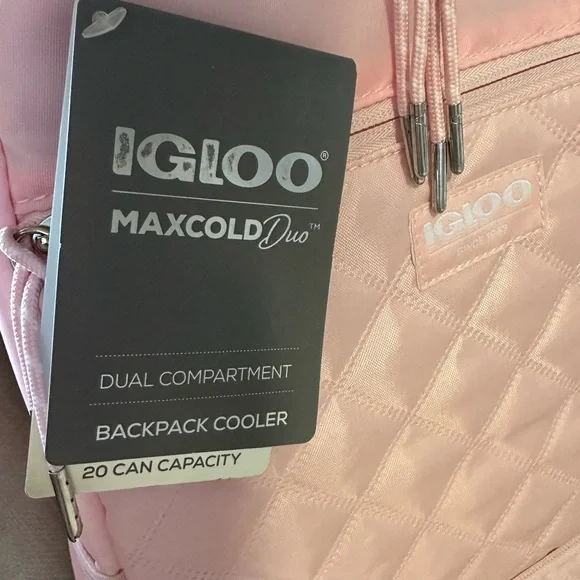 IGLOO®
MAXCOLD Duo™
DUAL COMPARTMENT
BACKPACK COOLER
20 CAN CAPACITY
IGLOO